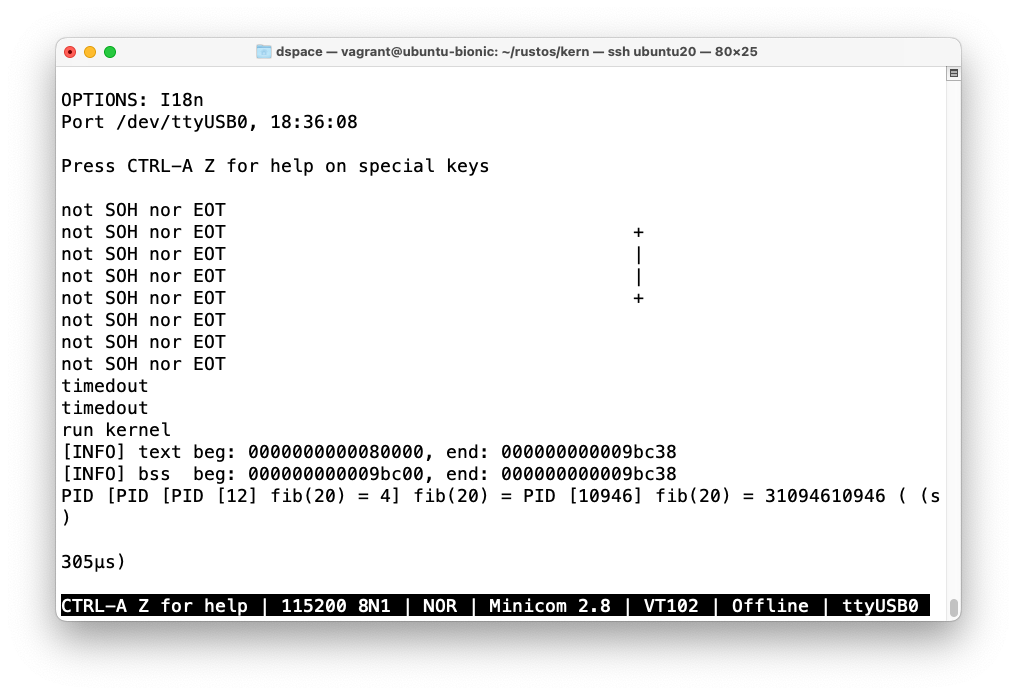 dspace — vagrant@ubuntu-bionic: ~/rustos/kern — ssh ubuntu20 — 80×25
OPTIONS: I18n
Port /dev/ttyUSB0, 18:36:08
Press CTRL-A Z for help on special keys
not SOH nor EOT
not SOH nor EOT +
not SOH nor EOT |
not SOH nor EOT |
not SOH nor EOT +
not SOH nor EOT
not SOH nor EOT
not SOH nor EOT
timedout
timedout
run kernel
[INFO] text beg: 0000000000080000, end: 000000000009bc38
[INFO] bss  beg: 000000000009bc00, end: 000000000009bc38
PID [PID [PID [12] fib(20) = 4] fib(20) = PID [10946] fib(20) = 31094610946 ( (s
)
305µs)
CTRL-A Z for help | 115200 8N1 | NOR | Minicom 2.8 | VT102 | Offline | ttyUSB0